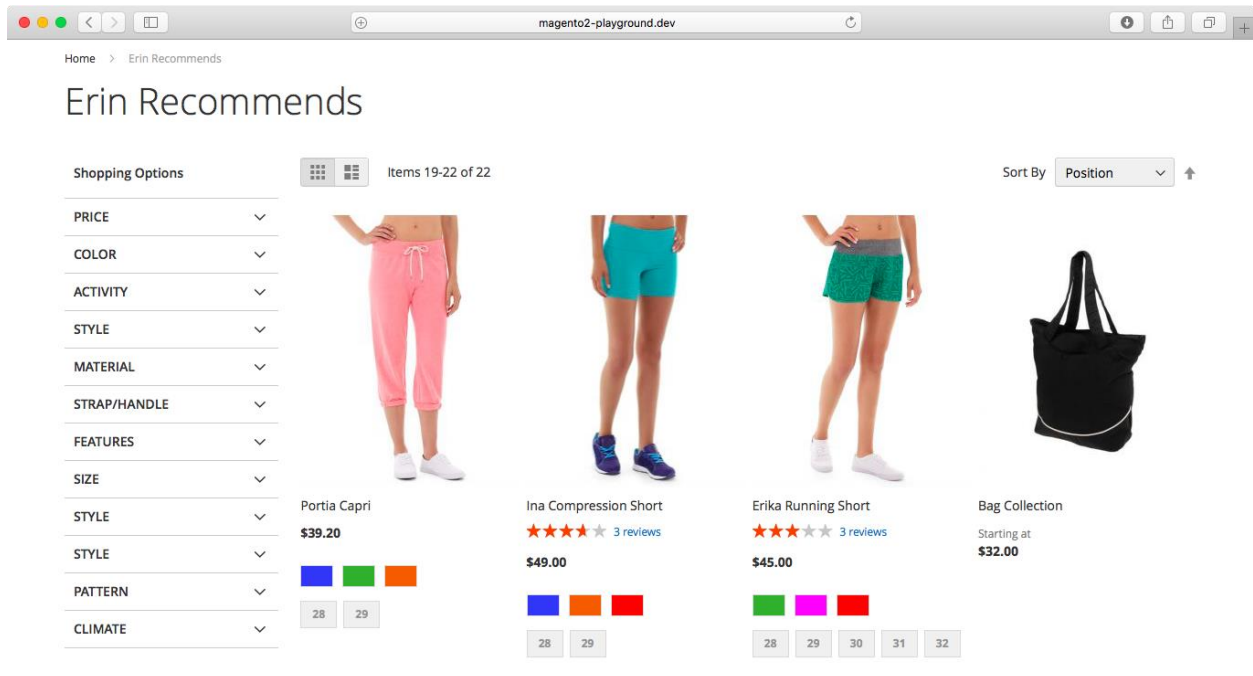 magento2-playground.dev
Home > Erin Recommends
Erin Recommends
Shopping Options
Items 19-22 of 22
Sort By Position
PRICE
COLOR
ACTIVITY
STYLE
MATERIAL
STRAP/HANDLE
FEATURES
SIZE
STYLE
STYLE
PATTERN
CLIMATE
Portia Capri
$39.20
28 29
Ina Compression Short
3 reviews
$49.00
28 29
Erika Running Short
3 reviews
$45.00
28 29 30 31 32
Bag Collection
Starting at
$32.00